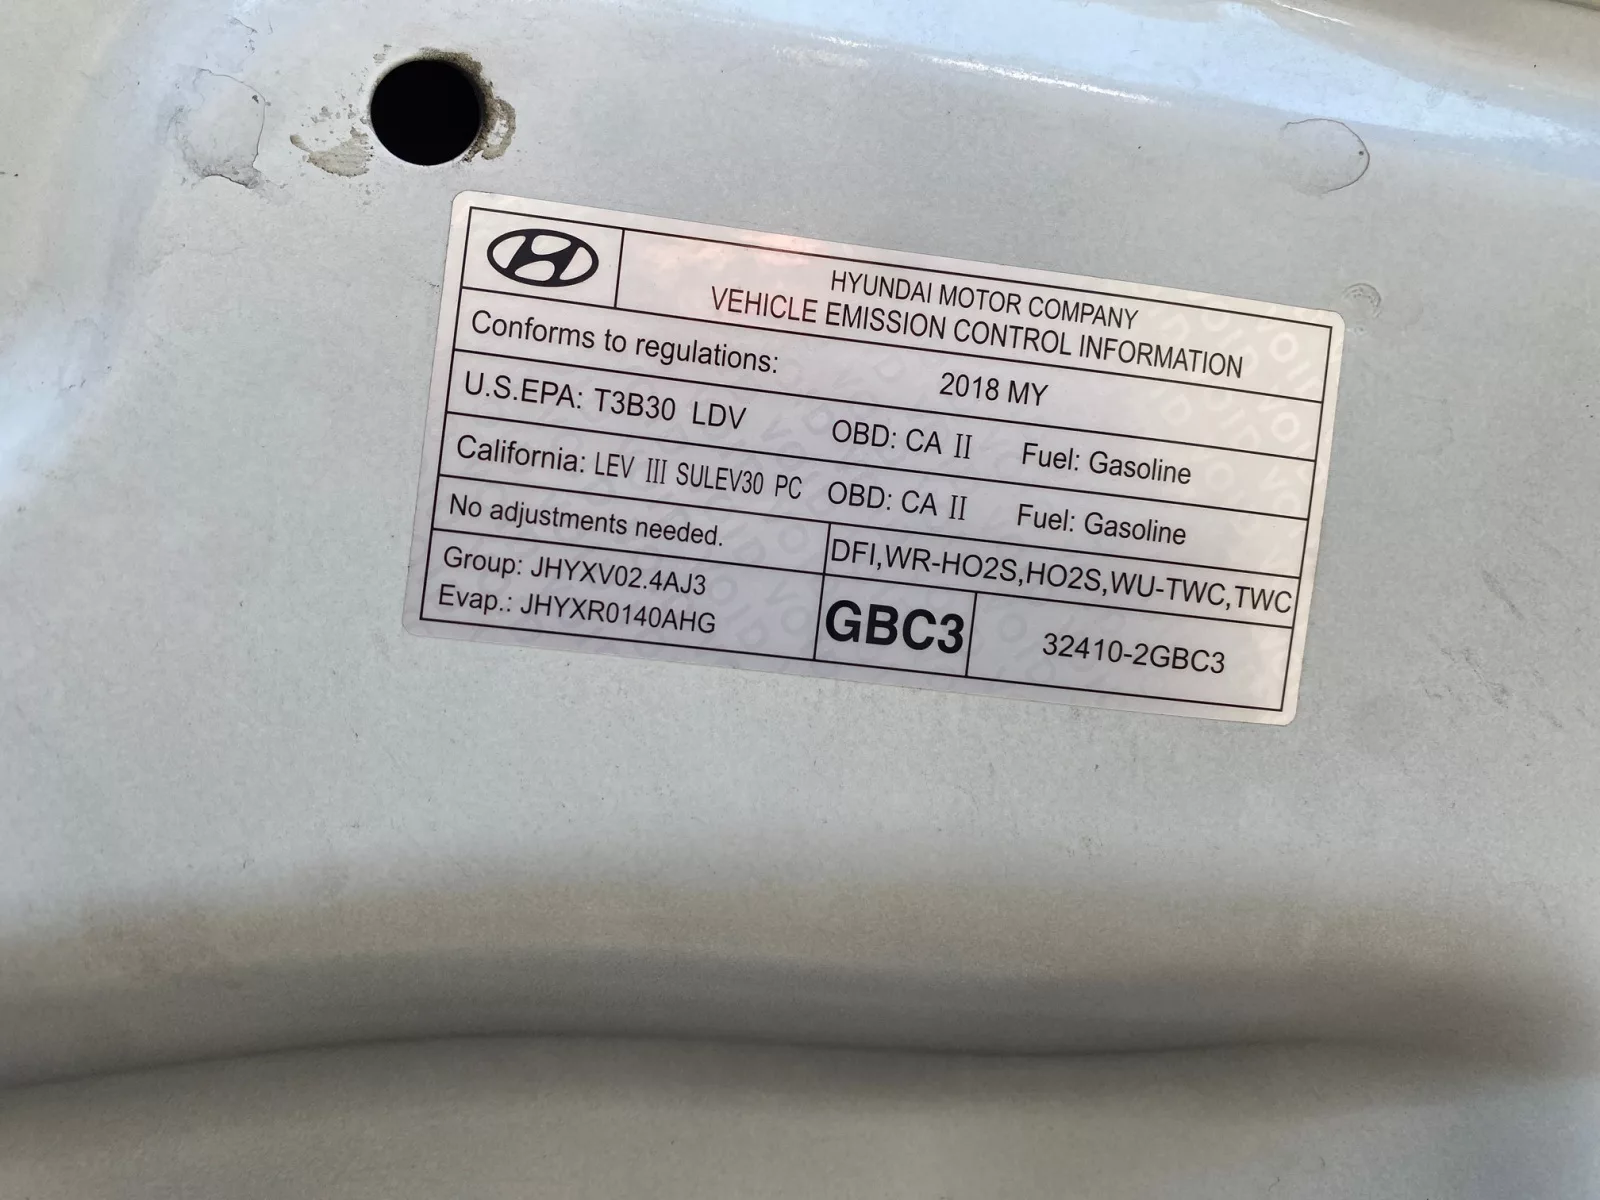 HYUNDAI MOTOR COMPANY
VEHICLE EMISSION CONTROL INFORMATION
Conforms to regulations: 2018 MY
U.S.EPA: T3B30 LDV OBD: CA II Fuel: Gasoline
California: LEV III SULEV30 PC OBD: CA II Fuel: Gasoline
No adjustments needed. DFI,WR-HO2S,HO2S,WU-TWC,TWC
Group: JHYXV02.4AJ3
Evap.: JHYXR0140AHG
GBC3 32410-2GBC3